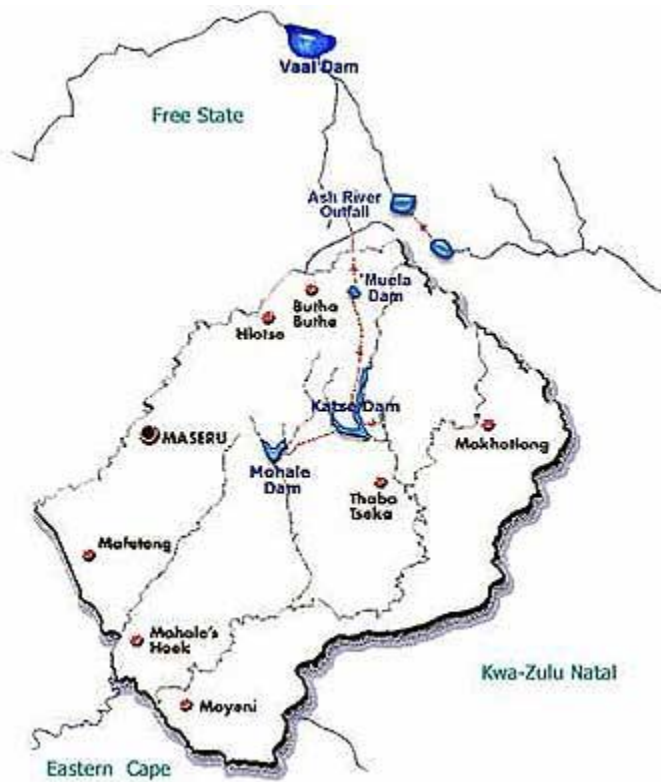 Vaal Dam
Free State
Ash River
Outfall
'Muela
Dam
Butha
Buthe
Hlotse
Katse Dam
MASERU
Mokhotlong
Mohale
Dam
Thaba
Tseka
Mafeteng
Mohale's
Hoek
Kwa-Zulu Natal
Moyeni
Eastern Cape